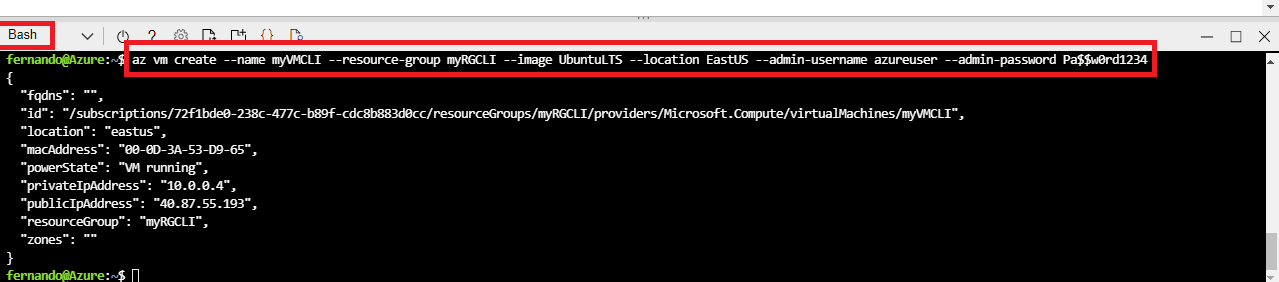 Bash
fernando@Azure:~$ az vm create --name myVMCLI --resource-group myRGCLI --image UbuntuLTS --location EastUS --admin-username azureuser --admin-password Pa$$w0rd1234
{
  "fqdns": "",
  "id": "/subscriptions/72f1bde0-238c-477c-b89f-cdc8b883d0cc/resourceGroups/myRGCLI/providers/Microsoft.Compute/virtualMachines/myVMCLI",
  "location": "eastus",
  "macAddress": "00-0D-3A-53-D9-65",
  "powerState": "VM running",
  "privateIpAddress": "10.0.0.4",
  "publicIpAddress": "40.87.55.193",
  "resourceGroup": "myRGCLI",
  "zones": ""
}
fernando@Azure:~$